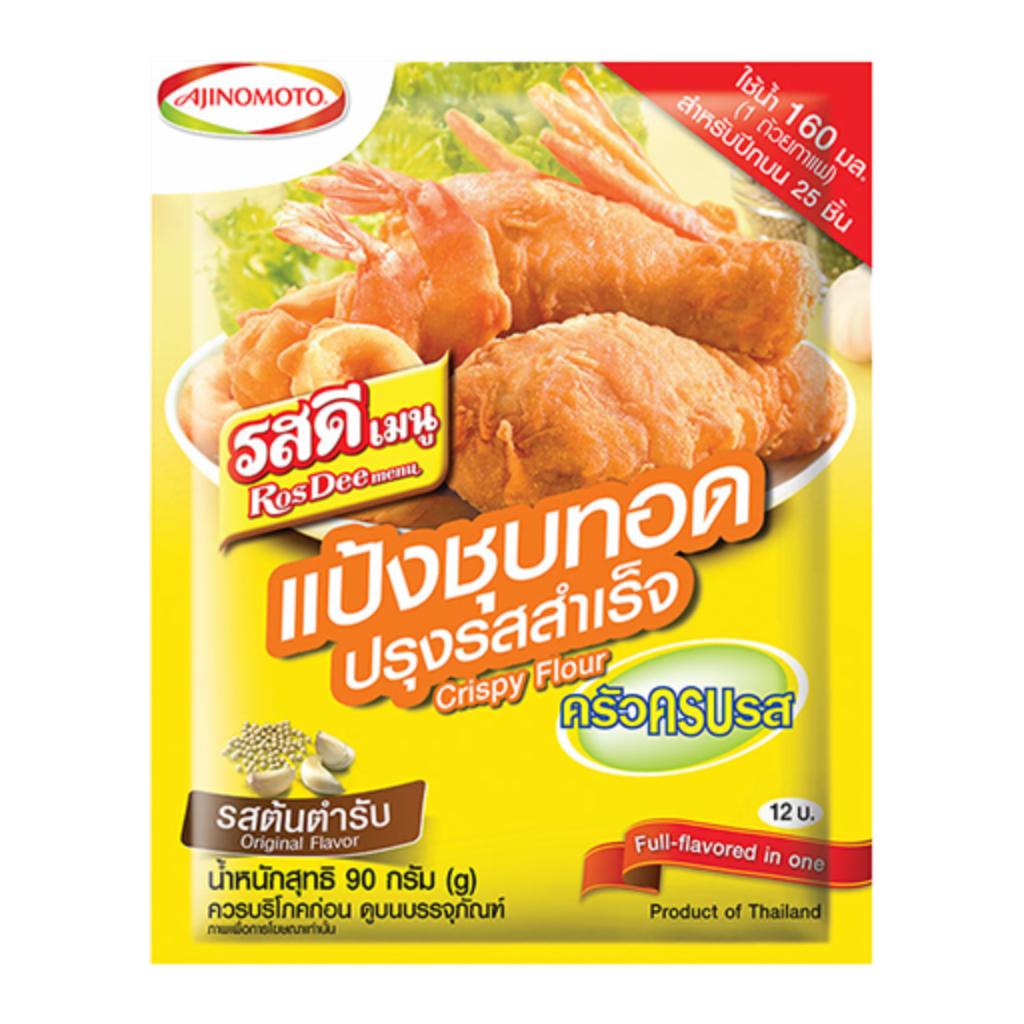 AJINOMOTO®
ใช้น้ำ 160 มล.
(1 ถ้วยกาแฟ)
สำหรับปีกบน 25 ชิ้น
รสดีเมนู
RosDee menu
แป้งชุบทอด
ปรุงรสสำเร็จ
Crispy Flour
ครัวครบรส
รสต้นตำรับ
Original Flavor
12 บ.
Full-flavored in one
น้ำหนักสุทธิ 90 กรัม (g)
ควรบริโภคก่อน ดูบนบรรจุภัณฑ์
Product of Thailand
ภาพเพื่อการโฆษณาเท่านั้น